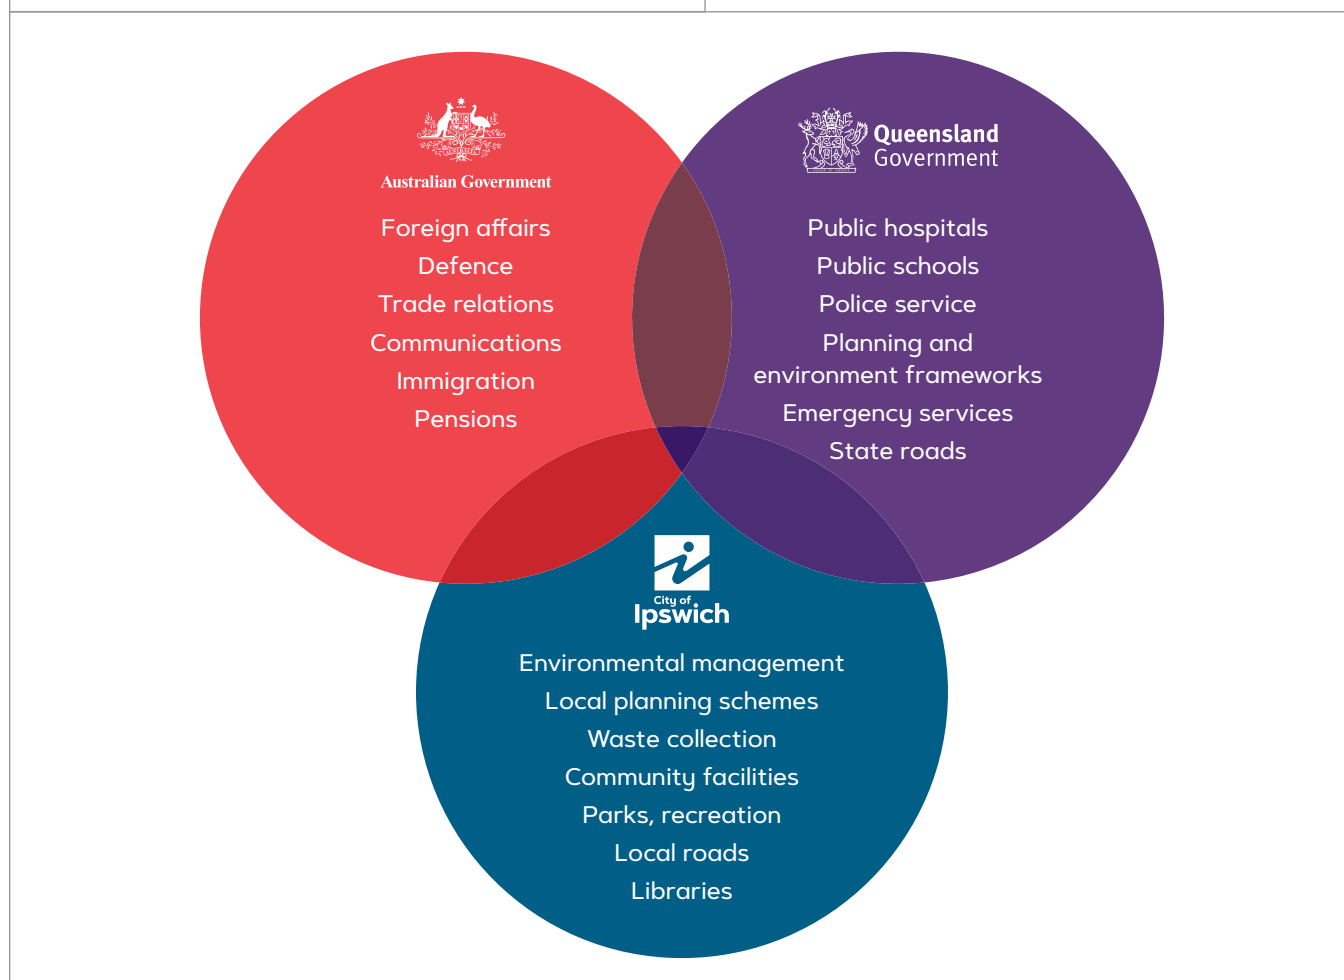 Australian Government
Foreign affairs
Defence
Trade relations
Communications
Immigration
Pensions
Queensland
Government
Public hospitals
Public schools
Police service
Planning and
environment frameworks
Emergency services
State roads
City of
Ipswich
Environmental management
Local planning schemes
Waste collection
Community facilities
Parks, recreation
Local roads
Libraries